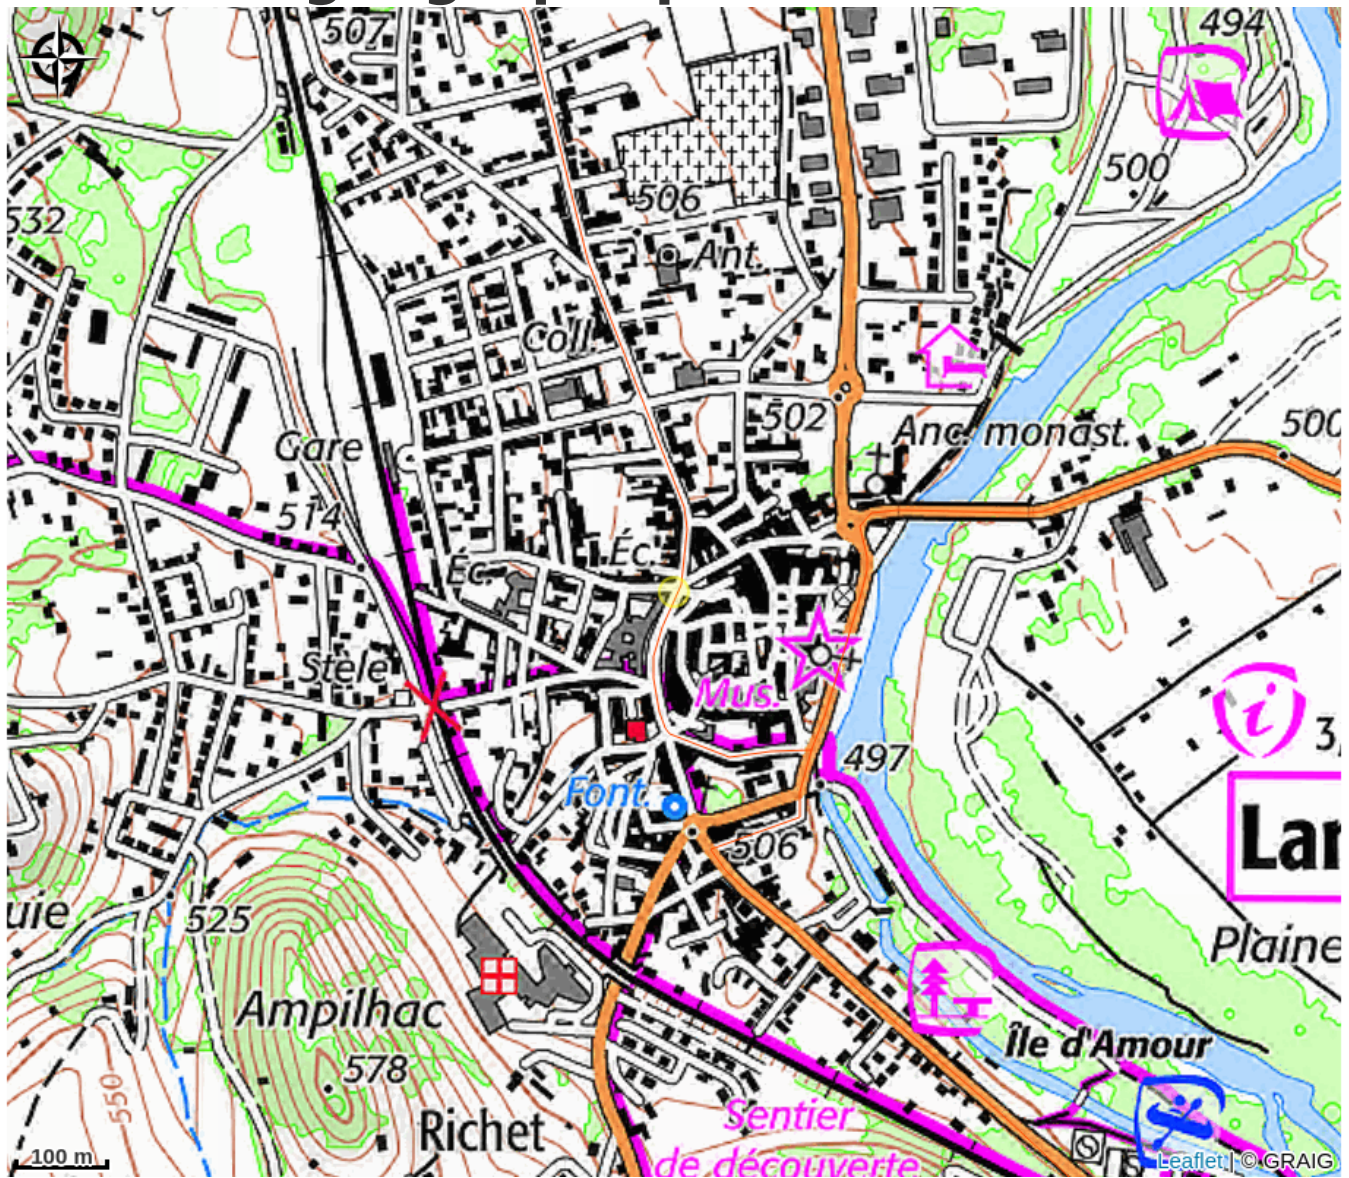 507
494
500
532
506
Ant.
Coll.
502
Anc. monast.
500
Gare
514
Éc.
Éc.
Stèle
Mus.
497
3,
Font.
506
Lar
uie
525
Plaine
Ampilhac
Île d'Amour
578
550
Richet
Sentier
de découverte
100 m
Leaflet | © GRAIG